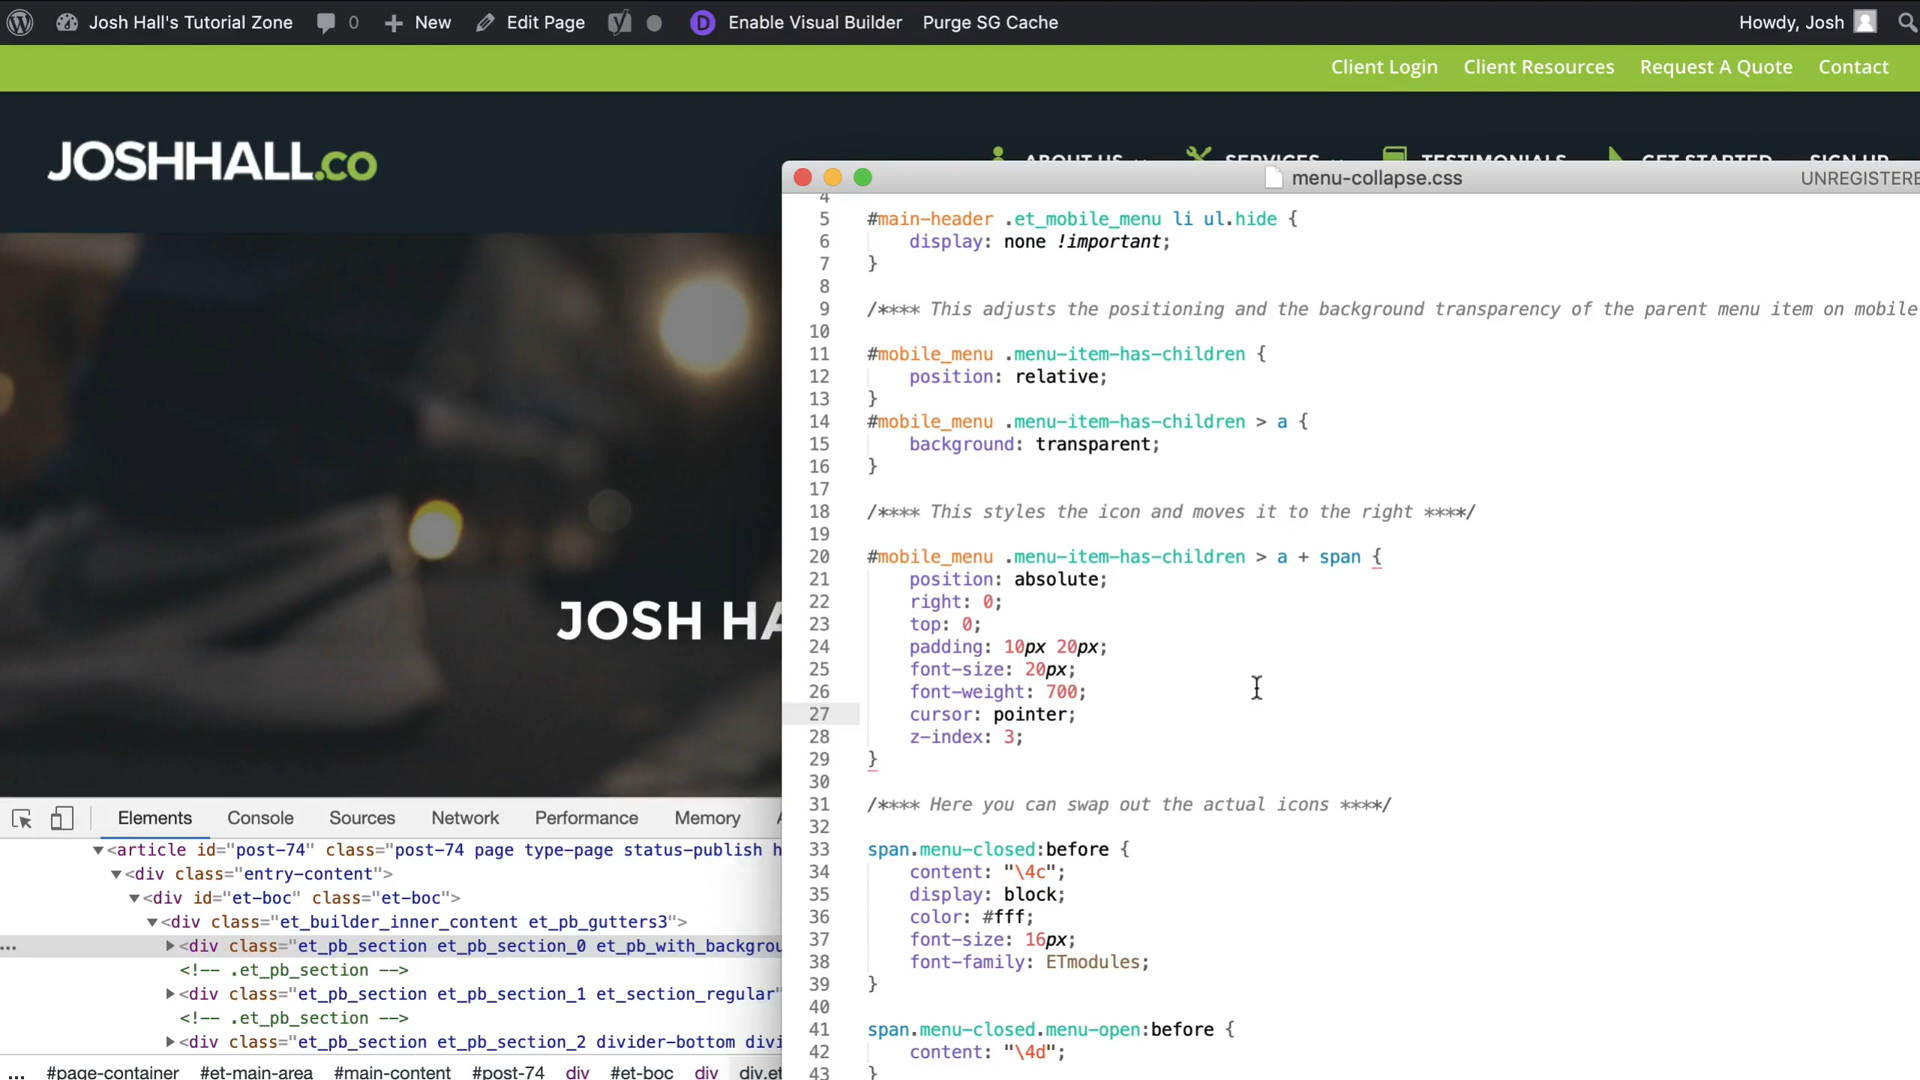 Josh Hall's Tutorial Zone 0 New Edit Page Enable Visual Builder Purge SG Cache Howdy, Josh
Client Login Client Resources Request A Quote Contact
JOSHHALL.co
ABOUT US SERVICES TESTIMONIALS GET STARTED SIGN UP
JOSH HA
menu-collapse.css UNREGISTERE
4
5 #main-header .et_mobile_menu li ul.hide {
6 display: none !important;
7 }
8
9 /**** This adjusts the positioning and the background transparency of the parent menu item on mobile
10
11 #mobile_menu .menu-item-has-children {
12 position: relative;
13 }
14 #mobile_menu .menu-item-has-children > a {
15 background: transparent;
16 }
17
18 /**** This styles the icon and moves it to the right ****/
19
20 #mobile_menu .menu-item-has-children > a + span {
21 position: absolute;
22 right: 0;
23 top: 0;
24 padding: 10px 20px;
25 font-size: 20px;
26 font-weight: 700;
27 cursor: pointer;
28 z-index: 3;
29 }
30
31 /**** Here you can swap out the actual icons ****/
32
33 span.menu-closed:before {
34 content: "\4c";
35 display: block;
36 color: #fff;
37 font-size: 16px;
38 font-family: ETmodules;
39 }
40
41 span.menu-closed.menu-open:before {
42 content: "\4d";
43 }
Elements Console Sources Network Performance Memory
<article id="post-74" class="post-74 page type-page status-publish h
<div class="entry-content">
<div id="et-boc" class="et-boc">
<div class="et_builder_inner_content et_pb_gutters3">
... <div class="et_pb_section et_pb_section_0 et_pb_with_backgrou
<!-- .et_pb_section -->
<div class="et_pb_section et_pb_section_1 et_section_regular"
<!-- .et_pb_section -->
<div class="et_pb_section et_pb_section_2 divider-bottom divi
... #page-container #et-main-area #main-content #post-74 div #et-boc div div.et